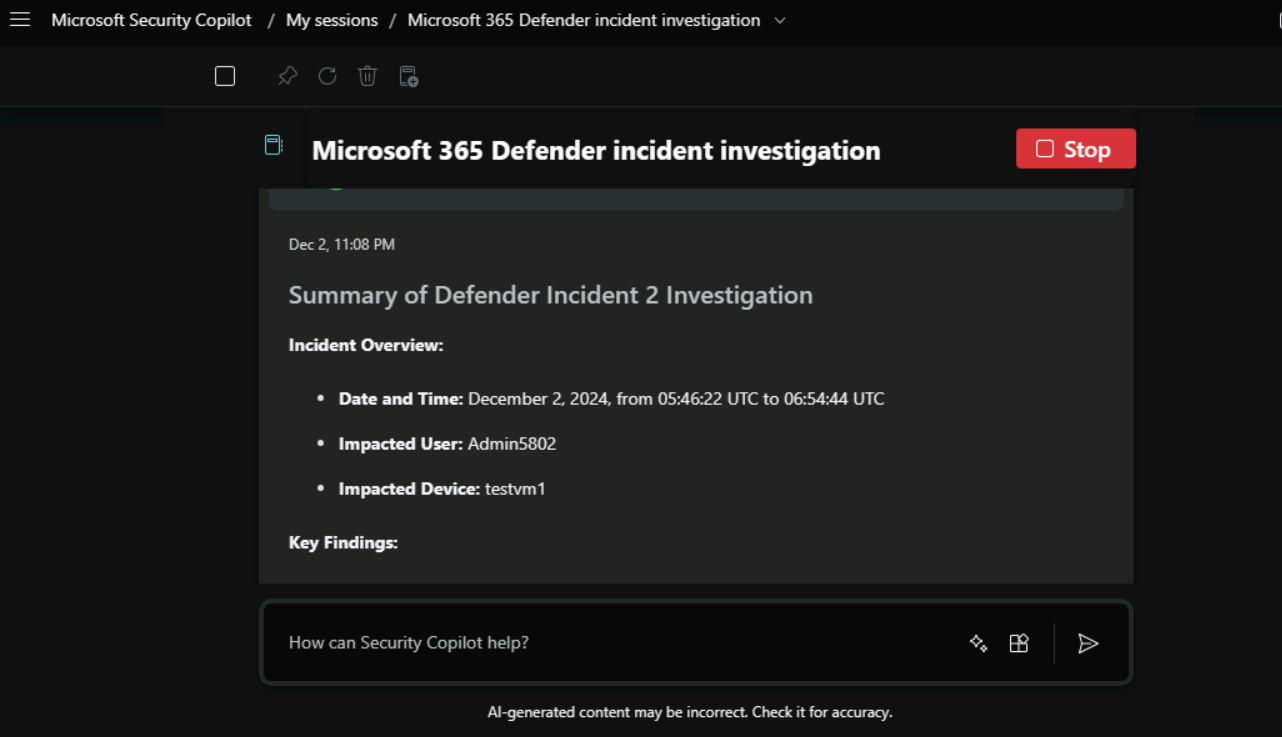 Microsoft Security Copilot / My sessions / Microsoft 365 Defender incident investigation
Microsoft 365 Defender incident investigation
Stop
Dec 2, 11:08 PM
Summary of Defender Incident 2 Investigation
Incident Overview:
• Date and Time: December 2, 2024, from 05:46:22 UTC to 06:54:44 UTC
• Impacted User: Admin5802
• Impacted Device: testvm1
Key Findings:
How can Security Copilot help?
AI-generated content may be incorrect. Check it for accuracy.